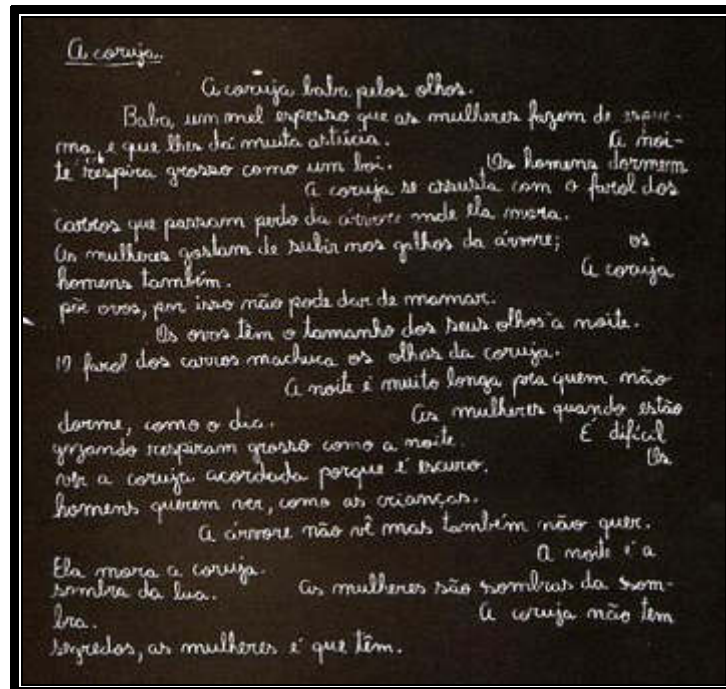 A coruja.
A coruja baba pelos olhos.
Baba um mel espesso que as mulheres fazem de espuma, e que lhes dá muita astúcia. A noi-
te respira grosso como um boi. Os homens dormem
A coruja se assusta com o farol dos
carros que passam perto da árvore onde ela mora.
As mulheres gostam de subir nos galhos da árvore; os
homens também. A coruja
põe ovos, por isso não pode dar de mamar.
Os ovos têm o tamanho dos seus olhos à noite.
O farol dos carros machuca os olhos da coruja.
A noite é muito longa pra quem não
dorme, como o dia. As mulheres quando estão
gozando respiram grosso como a noite. É difícil
ver a coruja acordada porque é escuro. Os
homens querem ver, como as crianças.
A árvore não vê mas também não quer.
Ela mora a coruja. A noite é a
sombra da lua. As mulheres são sombras da som-
bra. A coruja não tem
segredos, as mulheres é que têm.